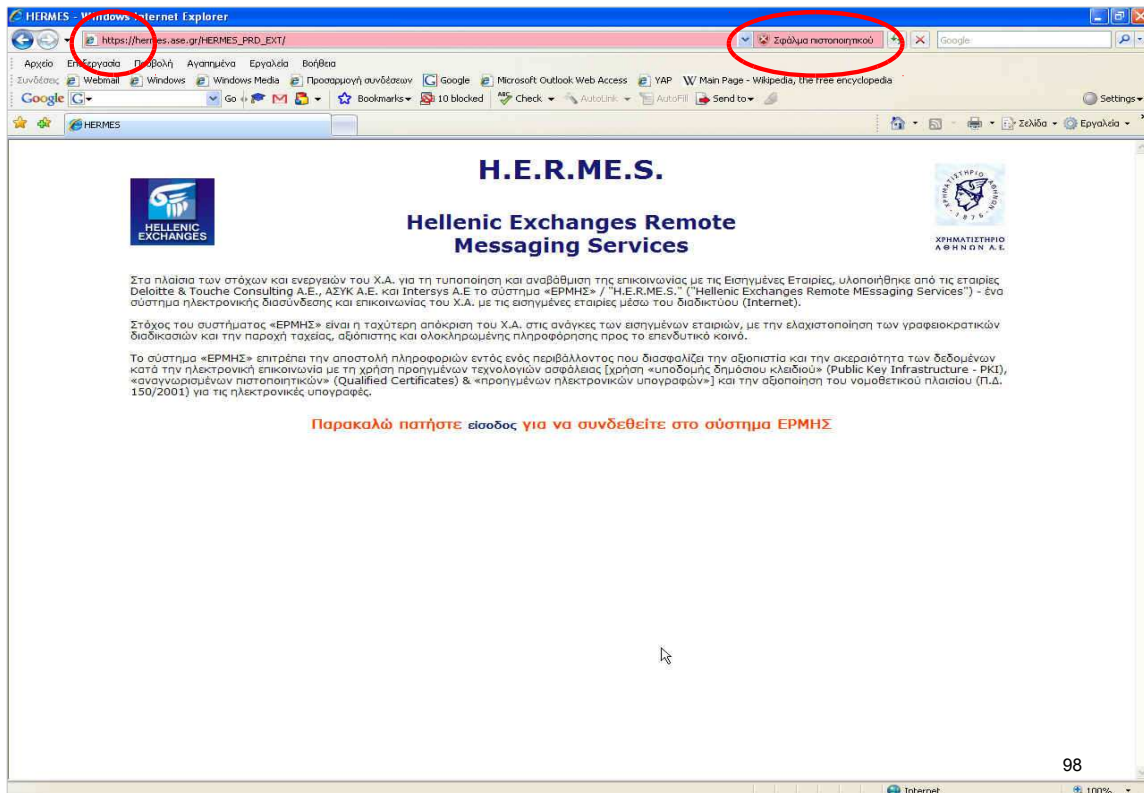 HERMES - Windows Internet Explorer
https://hermes.ase.gr/HERMES_PRD_EXT/
Σφάλμα πιστοποιητικού
Google
Αρχείο Επεξεργασία Προβολή Αγαπημένα Εργαλεία Βοήθεια
Συνδέσεις Webmail Windows Windows Media Προσαρμογή συνδέσεων Google Microsoft Outlook Web Access YAP Main Page - Wikipedia, the free encyclopedia
Google Go Bookmarks 10 blocked Check AutoLink AutoFill Send to Settings
HERMES
Σελίδα Εργαλεία
H.E.R.ME.S.
Hellenic Exchanges Remote
Messaging Services
HELLENIC
EXCHANGES
ΧΡΗΜΑΤΙΣΤΗΡΙΟ ΑΘΗΝΩΝ
1876
ΧΡΗΜΑΤΙΣΤΗΡΙΟ
ΑΘΗΝΩΝ Α.Ε.
Στα πλαίσια των στόχων και ενεργειών του Χ.Α. για τη τυποποίηση και αναβάθμιση της επικοινωνίας με τις Εισηγμένες Εταιρίες, υλοποιήθηκε από τις εταιρίες
Deloitte & Touche Consulting Α.Ε., ΑΣΥΚ Α.Ε. και Intersys Α.Ε το σύστημα «ΕΡΜΗΣ» / "H.E.R.ME.S." ("Hellenic Exchanges Remote MEssaging Services") - ένα
σύστημα ηλεκτρονικής διασύνδεσης και επικοινωνίας του Χ.Α. με τις εισηγμένες εταιρίες μέσω του διαδικτύου (Internet).
Στόχος του συστήματος «ΕΡΜΗΣ» είναι η ταχύτερη απόκριση του Χ.Α. στις ανάγκες των εισηγμένων εταιριών, με την ελαχιστοποίηση των γραφειοκρατικών
διαδικασιών και την παροχή ταχείας, αξιόπιστης και ολοκληρωμένης πληροφόρησης προς το επενδυτικό κοινό.
Το σύστημα «ΕΡΜΗΣ» επιτρέπει την αποστολή πληροφοριών εντός ενός περιβάλλοντος που διασφαλίζει την αξιοπιστία και την ακεραιότητα των δεδομένων
κατά την ηλεκτρονική επικοινωνία με τη χρήση προηγμένων τεχνολογιών ασφάλειας [χρήση «υποδομής δημόσιου κλειδιού» (Public Key Infrastructure - PKI),
«αναγνωρισμένων πιστοποιητικών» (Qualified Certificates) & «προηγμένων ηλεκτρονικών υπογραφών»] και την αξιοποίηση του νομοθετικού πλαισίου (Π.Δ.
150/2001) για τις ηλεκτρονικές υπογραφές.
Παρακαλώ πατήστε είσοδος για να συνδεθείτε στο σύστημα ΕΡΜΗΣ
98
Internet
100%